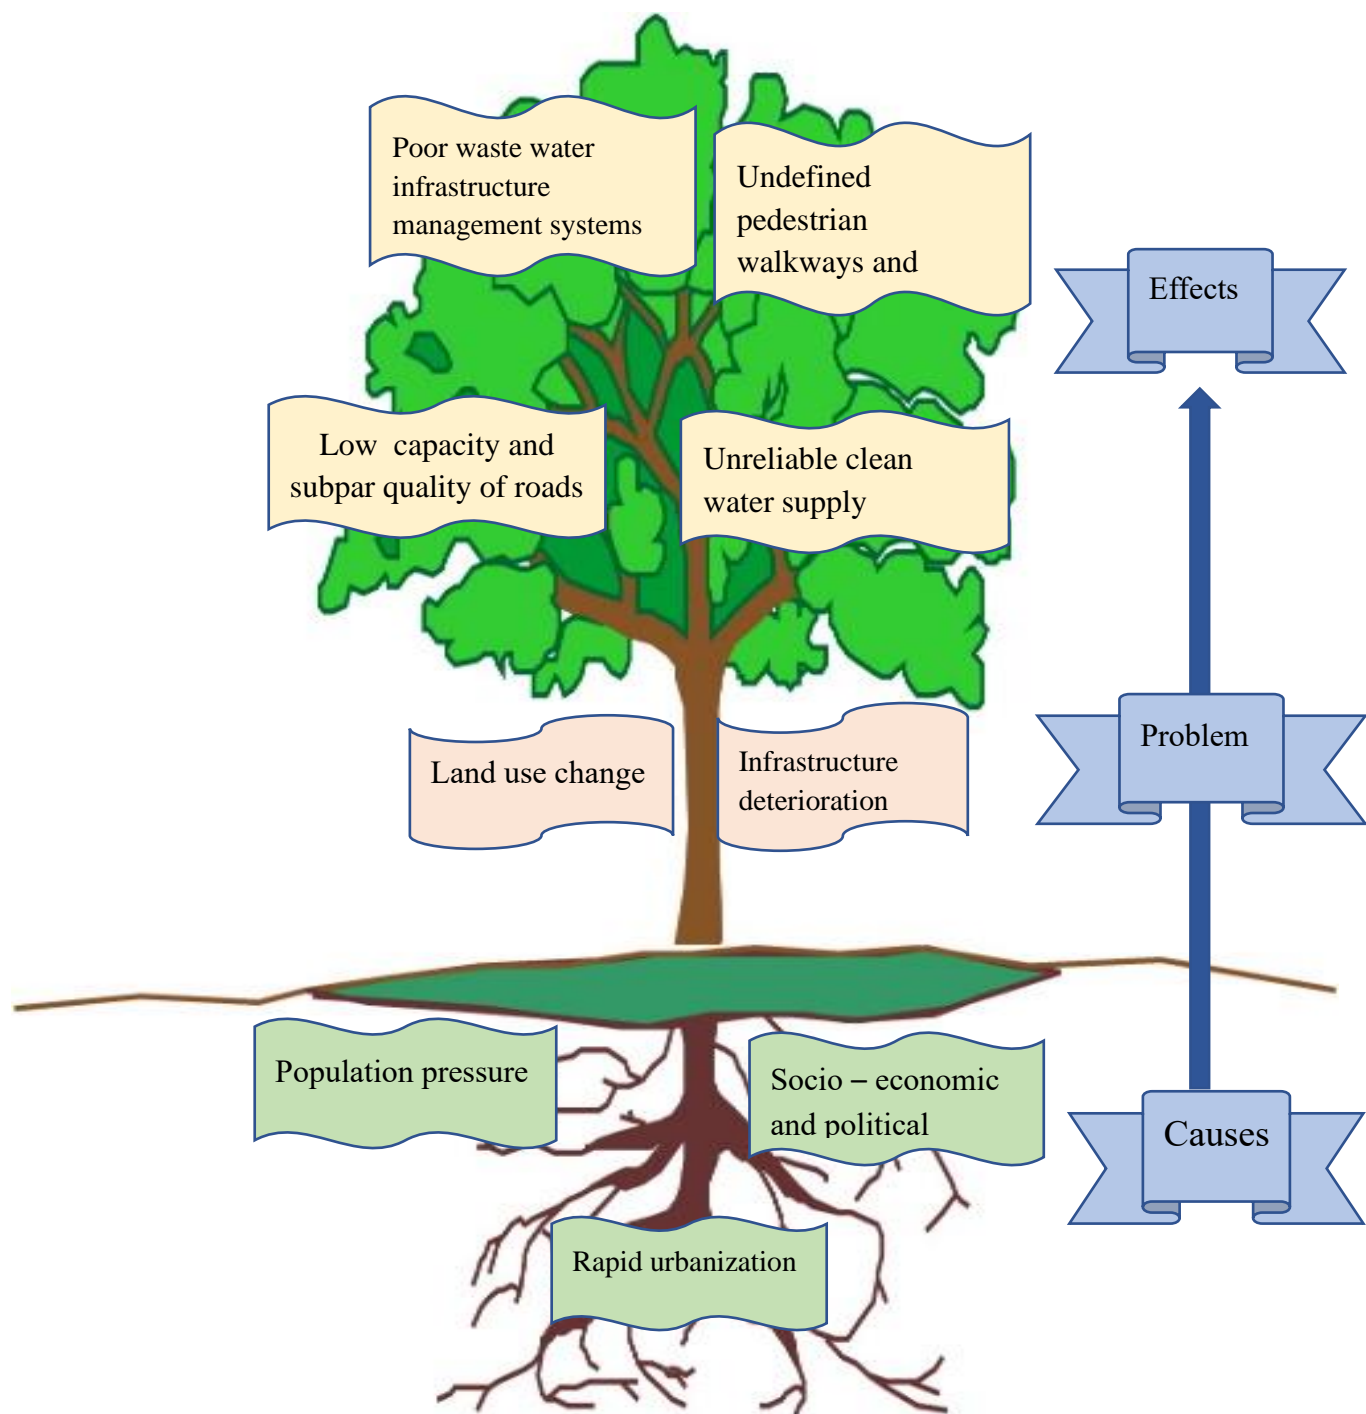 Poor waste water
infrastructure
management systems
Undefined
pedestrian
walkways and
Effects
Low capacity and
subpar quality of roads
Unreliable clean
water supply
Land use change
Infrastructure
deterioration
Problem
Population pressure
Socio – economic
and political
Causes
Rapid urbanization